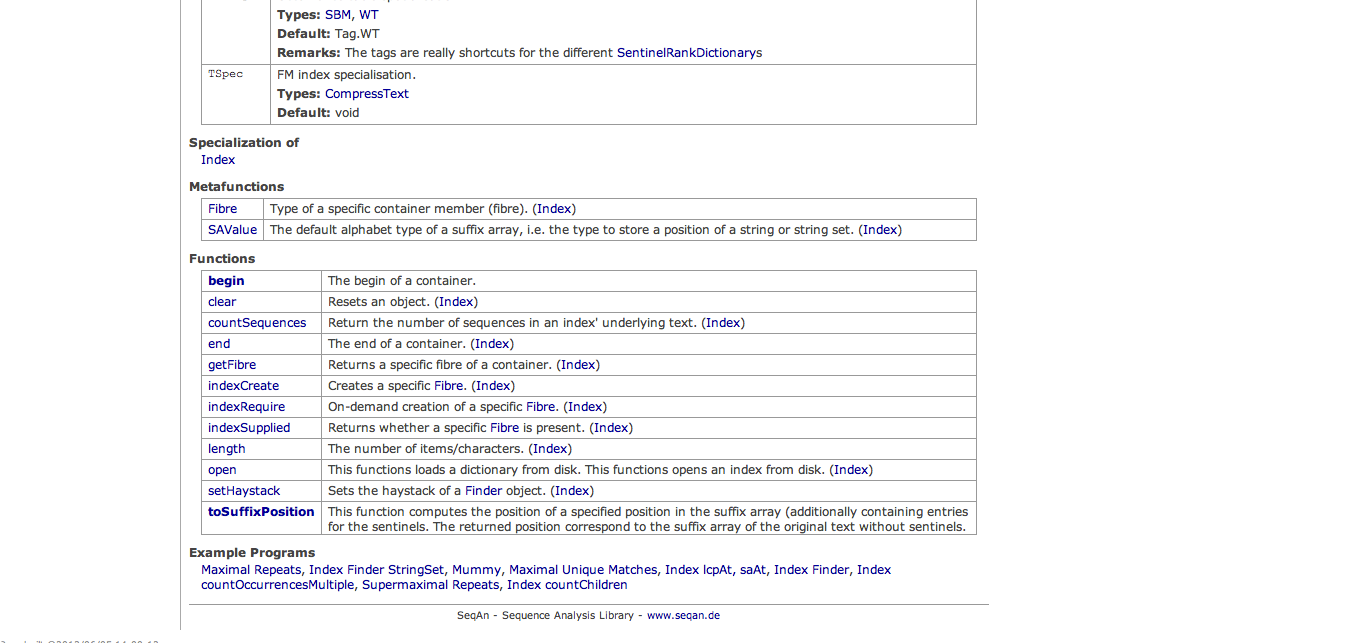 Types: SBM, WT
Default: Tag.WT
Remarks: The tags are really shortcuts for the different SentinelRankDictionarys
TSpec FM index specialisation.
Types: CompressText
Default: void
Specialization of
Index
Metafunctions
Fibre Type of a specific container member (fibre). (Index)
SAValue The default alphabet type of a suffix array, i.e. the type to store a position of a string or string set. (Index)
Functions
begin The begin of a container.
clear Resets an object. (Index)
countSequences Return the number of sequences in an index' underlying text. (Index)
end The end of a container. (Index)
getFibre Returns a specific fibre of a container. (Index)
indexCreate Creates a specific Fibre. (Index)
indexRequire On-demand creation of a specific Fibre. (Index)
indexSupplied Returns whether a specific Fibre is present. (Index)
length The number of items/characters. (Index)
open This functions loads a dictionary from disk. This functions opens an index from disk. (Index)
setHaystack Sets the haystack of a Finder object. (Index)
toSuffixPosition This function computes the position of a specified position in the suffix array (additionally containing entries
for the sentinels. The returned position correspond to the suffix array of the original text without sentinels.
Example Programs
Maximal Repeats, Index Finder StringSet, Mummy, Maximal Unique Matches, Index lcpAt, saAt, Index Finder, Index
countOccurrencesMultiple, Supermaximal Repeats, Index countChildren
SeqAn - Sequence Analysis Library - www.seqan.de